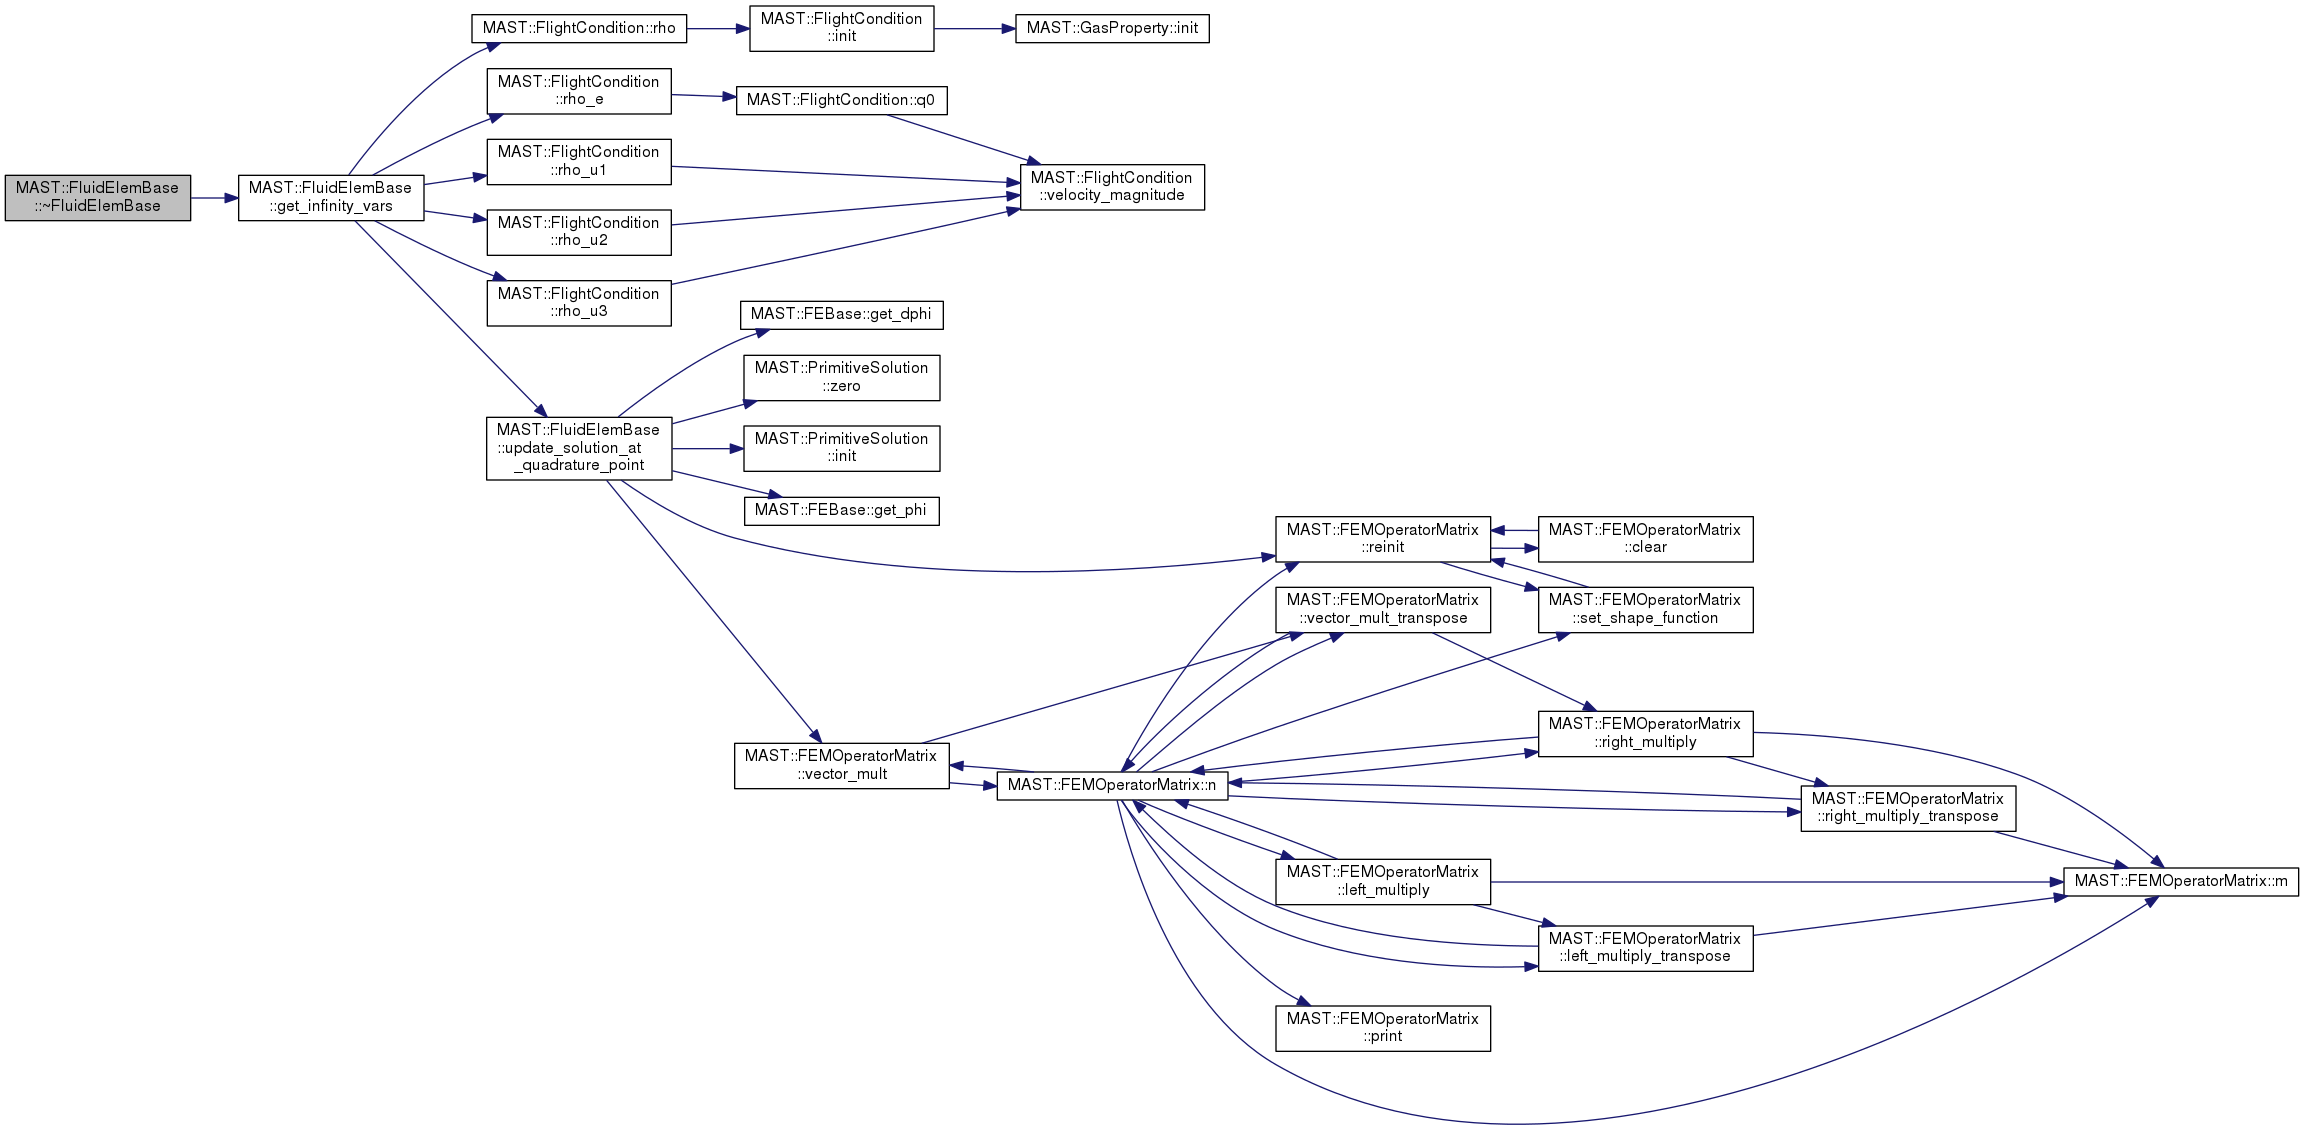 MAST::FluidElemBase
::~FluidElemBase
MAST::FluidElemBase
::get_infinity_vars
MAST::FlightCondition::rho
MAST::FlightCondition
::init
MAST::GasProperty::init
MAST::FlightCondition
::rho_e
MAST::FlightCondition::q0
MAST::FlightCondition
::rho_u1
MAST::FlightCondition
::velocity_magnitude
MAST::FlightCondition
::rho_u2
MAST::FlightCondition
::rho_u3
MAST::FEBase::get_dphi
MAST::PrimitiveSolution
::zero
MAST::FluidElemBase
::update_solution_at
_quadrature_point
MAST::PrimitiveSolution
::init
MAST::FEBase::get_phi
MAST::FEMOperatorMatrix
::reinit
MAST::FEMOperatorMatrix
::clear
MAST::FEMOperatorMatrix
::vector_mult_transpose
MAST::FEMOperatorMatrix
::set_shape_function
MAST::FEMOperatorMatrix
::vector_mult
MAST::FEMOperatorMatrix::n
MAST::FEMOperatorMatrix
::right_multiply
MAST::FEMOperatorMatrix
::right_multiply_transpose
MAST::FEMOperatorMatrix
::left_multiply
MAST::FEMOperatorMatrix::m
MAST::FEMOperatorMatrix
::left_multiply_transpose
MAST::FEMOperatorMatrix
::print